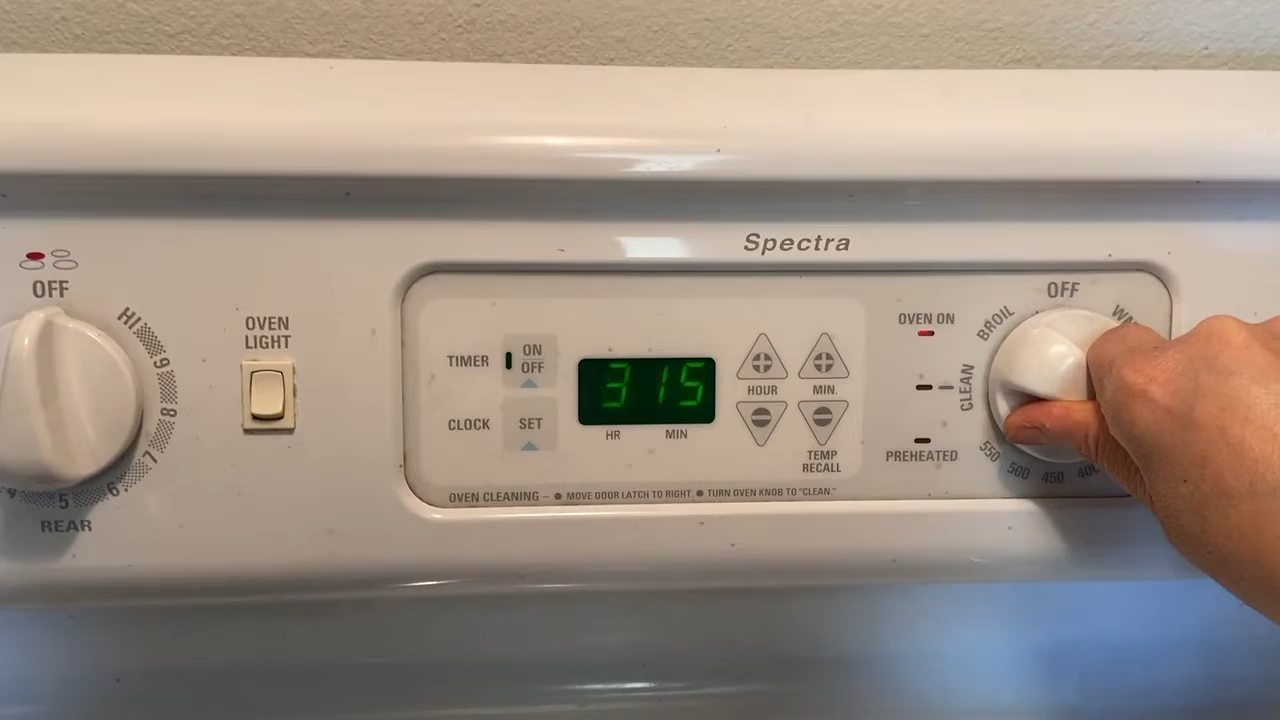 Spectra
OFF
HI
9
8
7
6
5
REAR
OVEN
LIGHT
TIMER
ON
OFF
CLOCK
SET
315
HR MIN
HOUR
MIN.
TEMP
RECALL
OVEN CLEANING – ● MOVE DOOR LATCH TO RIGHT ● TURN OVEN KNOB TO "CLEAN"
OVEN ON
PREHEATED
OFF
BROIL
CLEAN
550
500
450